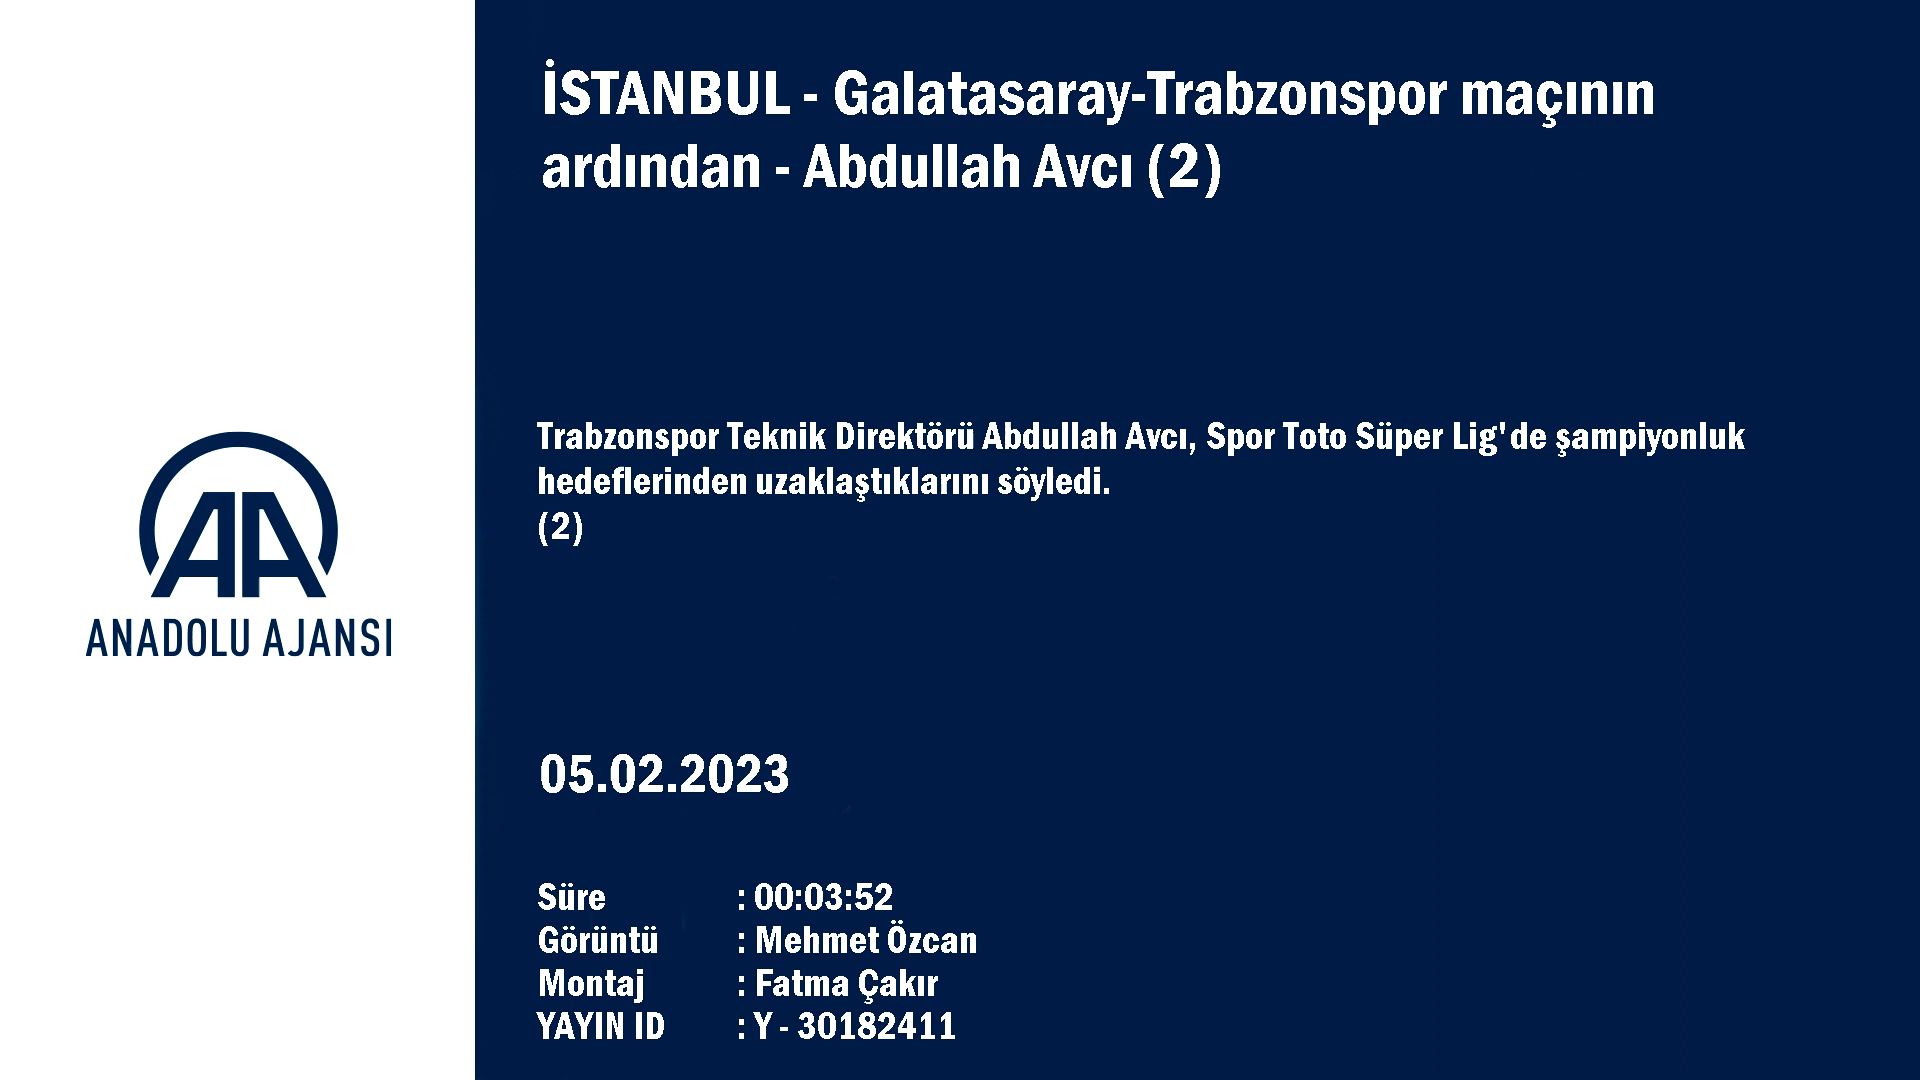 İSTANBUL - Galatasaray-Trabzonspor maçının
ardından - Abdullah Avcı (2)
Trabzonspor Teknik Direktörü Abdullah Avcı, Spor Toto Süper Lig'de şampiyonluk
hedeflerinden uzaklaştıklarını söyledi.
(2)
AA
ANADOLU AJANSI
05.02.2023
Süre : 00:03:52
Görüntü : Mehmet Özcan
Montaj : Fatma Çakır
YAYIN ID : Y - 30182411